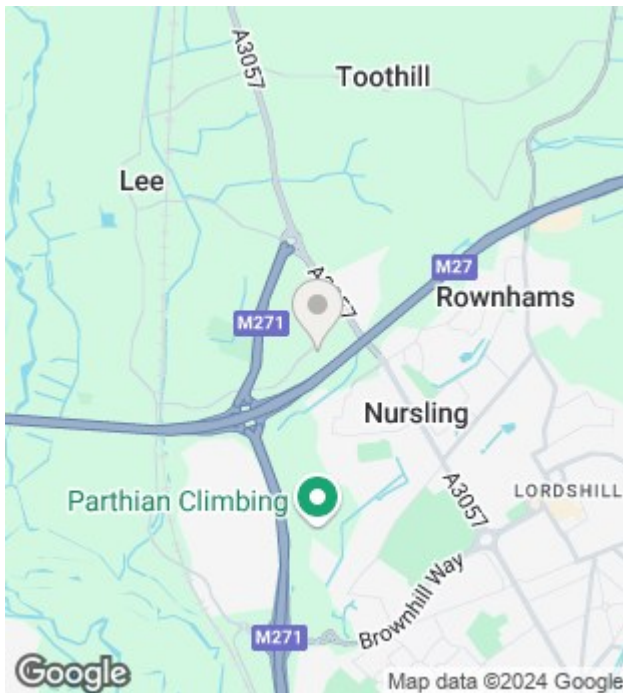 A3057
Toothill
Lee
M27
A3057
Rownhams
M271
Nursling
Parthian Climbing
LORDSHILL
A3057
Brownhill Way
M271
Google
Map data ©2024 Google